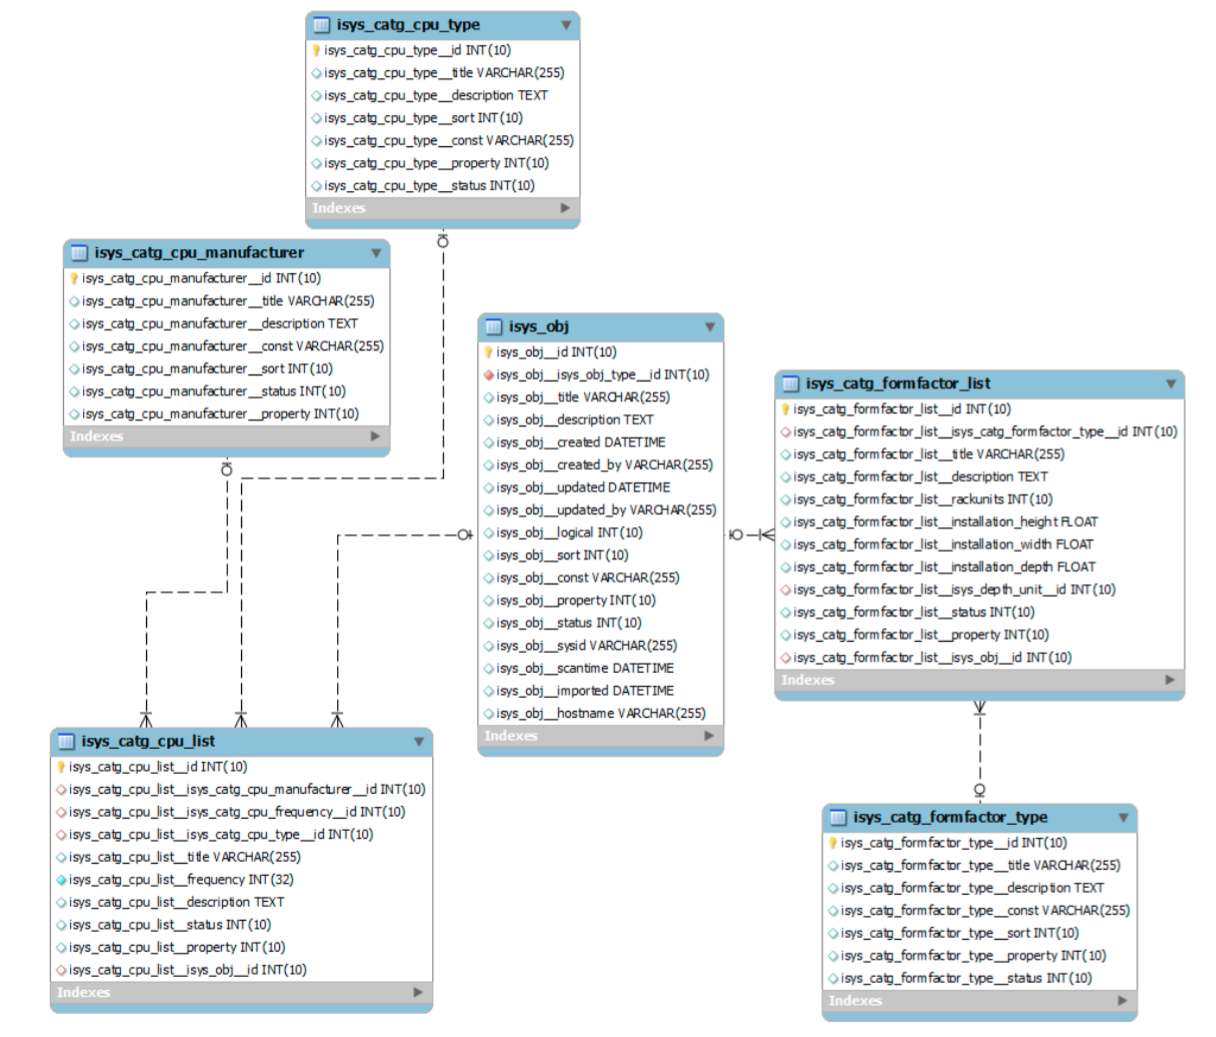 isys_catg_cpu_type
isys_catg_cpu_type__id INT(10)
isys_catg_cpu_type__title VARCHAR(255)
isys_catg_cpu_type__description TEXT
isys_catg_cpu_type__sort INT(10)
isys_catg_cpu_type__const VARCHAR(255)
isys_catg_cpu_type__property INT(10)
isys_catg_cpu_type__status INT(10)
Indexes
isys_catg_cpu_manufacturer
isys_catg_cpu_manufacturer__id INT(10)
isys_catg_cpu_manufacturer__title VARCHAR(255)
isys_catg_cpu_manufacturer__description TEXT
isys_catg_cpu_manufacturer__const VARCHAR(255)
isys_catg_cpu_manufacturer__sort INT(10)
isys_catg_cpu_manufacturer__status INT(10)
isys_catg_cpu_manufacturer__property INT(10)
Indexes
isys_obj
isys_obj__id INT(10)
isys_obj__isys_obj_type__id INT(10)
isys_obj__title VARCHAR(255)
isys_obj__description TEXT
isys_obj__created DATETIME
isys_obj__created_by VARCHAR(255)
isys_obj__updated DATETIME
isys_obj__updated_by VARCHAR(255)
isys_obj__logical INT(10)
isys_obj__sort INT(10)
isys_obj__const VARCHAR(255)
isys_obj__property INT(10)
isys_obj__status INT(10)
isys_obj__sysid VARCHAR(255)
isys_obj__scantime DATETIME
isys_obj__imported DATETIME
isys_obj__hostname VARCHAR(255)
Indexes
isys_catg_formfactor_list
isys_catg_formfactor_list__id INT(10)
isys_catg_formfactor_list__isys_catg_formfactor_type__id INT(10)
isys_catg_formfactor_list__title VARCHAR(255)
isys_catg_formfactor_list__description TEXT
isys_catg_formfactor_list__rackunits INT(10)
isys_catg_formfactor_list__installation_height FLOAT
isys_catg_formfactor_list__installation_width FLOAT
isys_catg_formfactor_list__installation_depth FLOAT
isys_catg_formfactor_list__isys_depth_unit__id INT(10)
isys_catg_formfactor_list__status INT(10)
isys_catg_formfactor_list__property INT(10)
isys_catg_formfactor_list__isys_obj__id INT(10)
Indexes
isys_catg_cpu_list
isys_catg_cpu_list__id INT(10)
isys_catg_cpu_list__isys_catg_cpu_manufacturer__id INT(10)
isys_catg_cpu_list__isys_catg_cpu_frequency__id INT(10)
isys_catg_cpu_list__isys_catg_cpu_type__id INT(10)
isys_catg_cpu_list__title VARCHAR(255)
isys_catg_cpu_list__frequency INT(32)
isys_catg_cpu_list__description TEXT
isys_catg_cpu_list__status INT(10)
isys_catg_cpu_list__property INT(10)
isys_catg_cpu_list__isys_obj__id INT(10)
Indexes
isys_catg_formfactor_type
isys_catg_formfactor_type__id INT(10)
isys_catg_formfactor_type__title VARCHAR(255)
isys_catg_formfactor_type__description TEXT
isys_catg_formfactor_type__const VARCHAR(255)
isys_catg_formfactor_type__sort INT(10)
isys_catg_formfactor_type__property INT(10)
isys_catg_formfactor_type__status INT(10)
Indexes